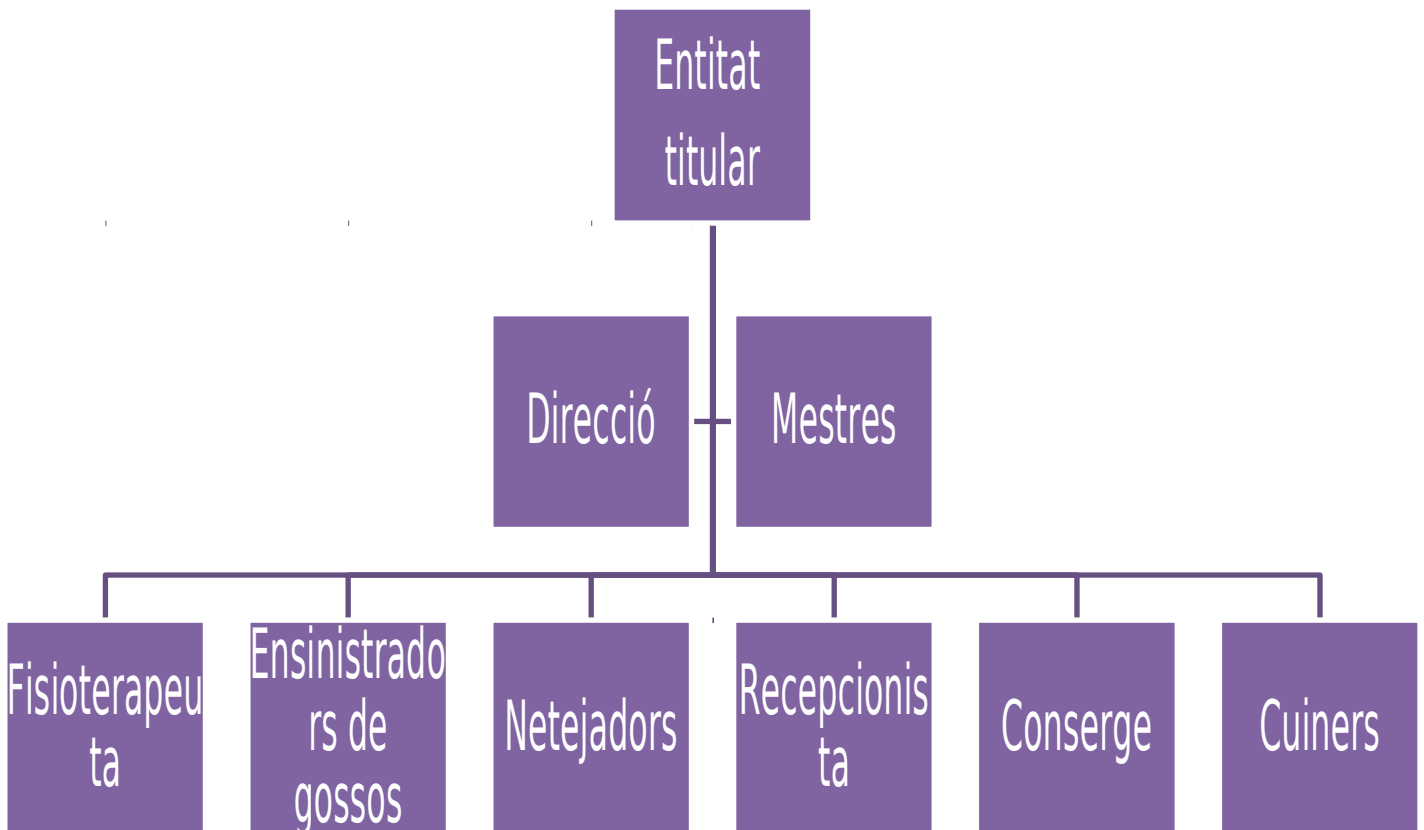 Entitat
titular
Direcció
Mestres
Fisioterapeu
ta
Ensinistrado
rs de
gossos
Netejadors
Recepcionis
ta
Conserge
Cuiners